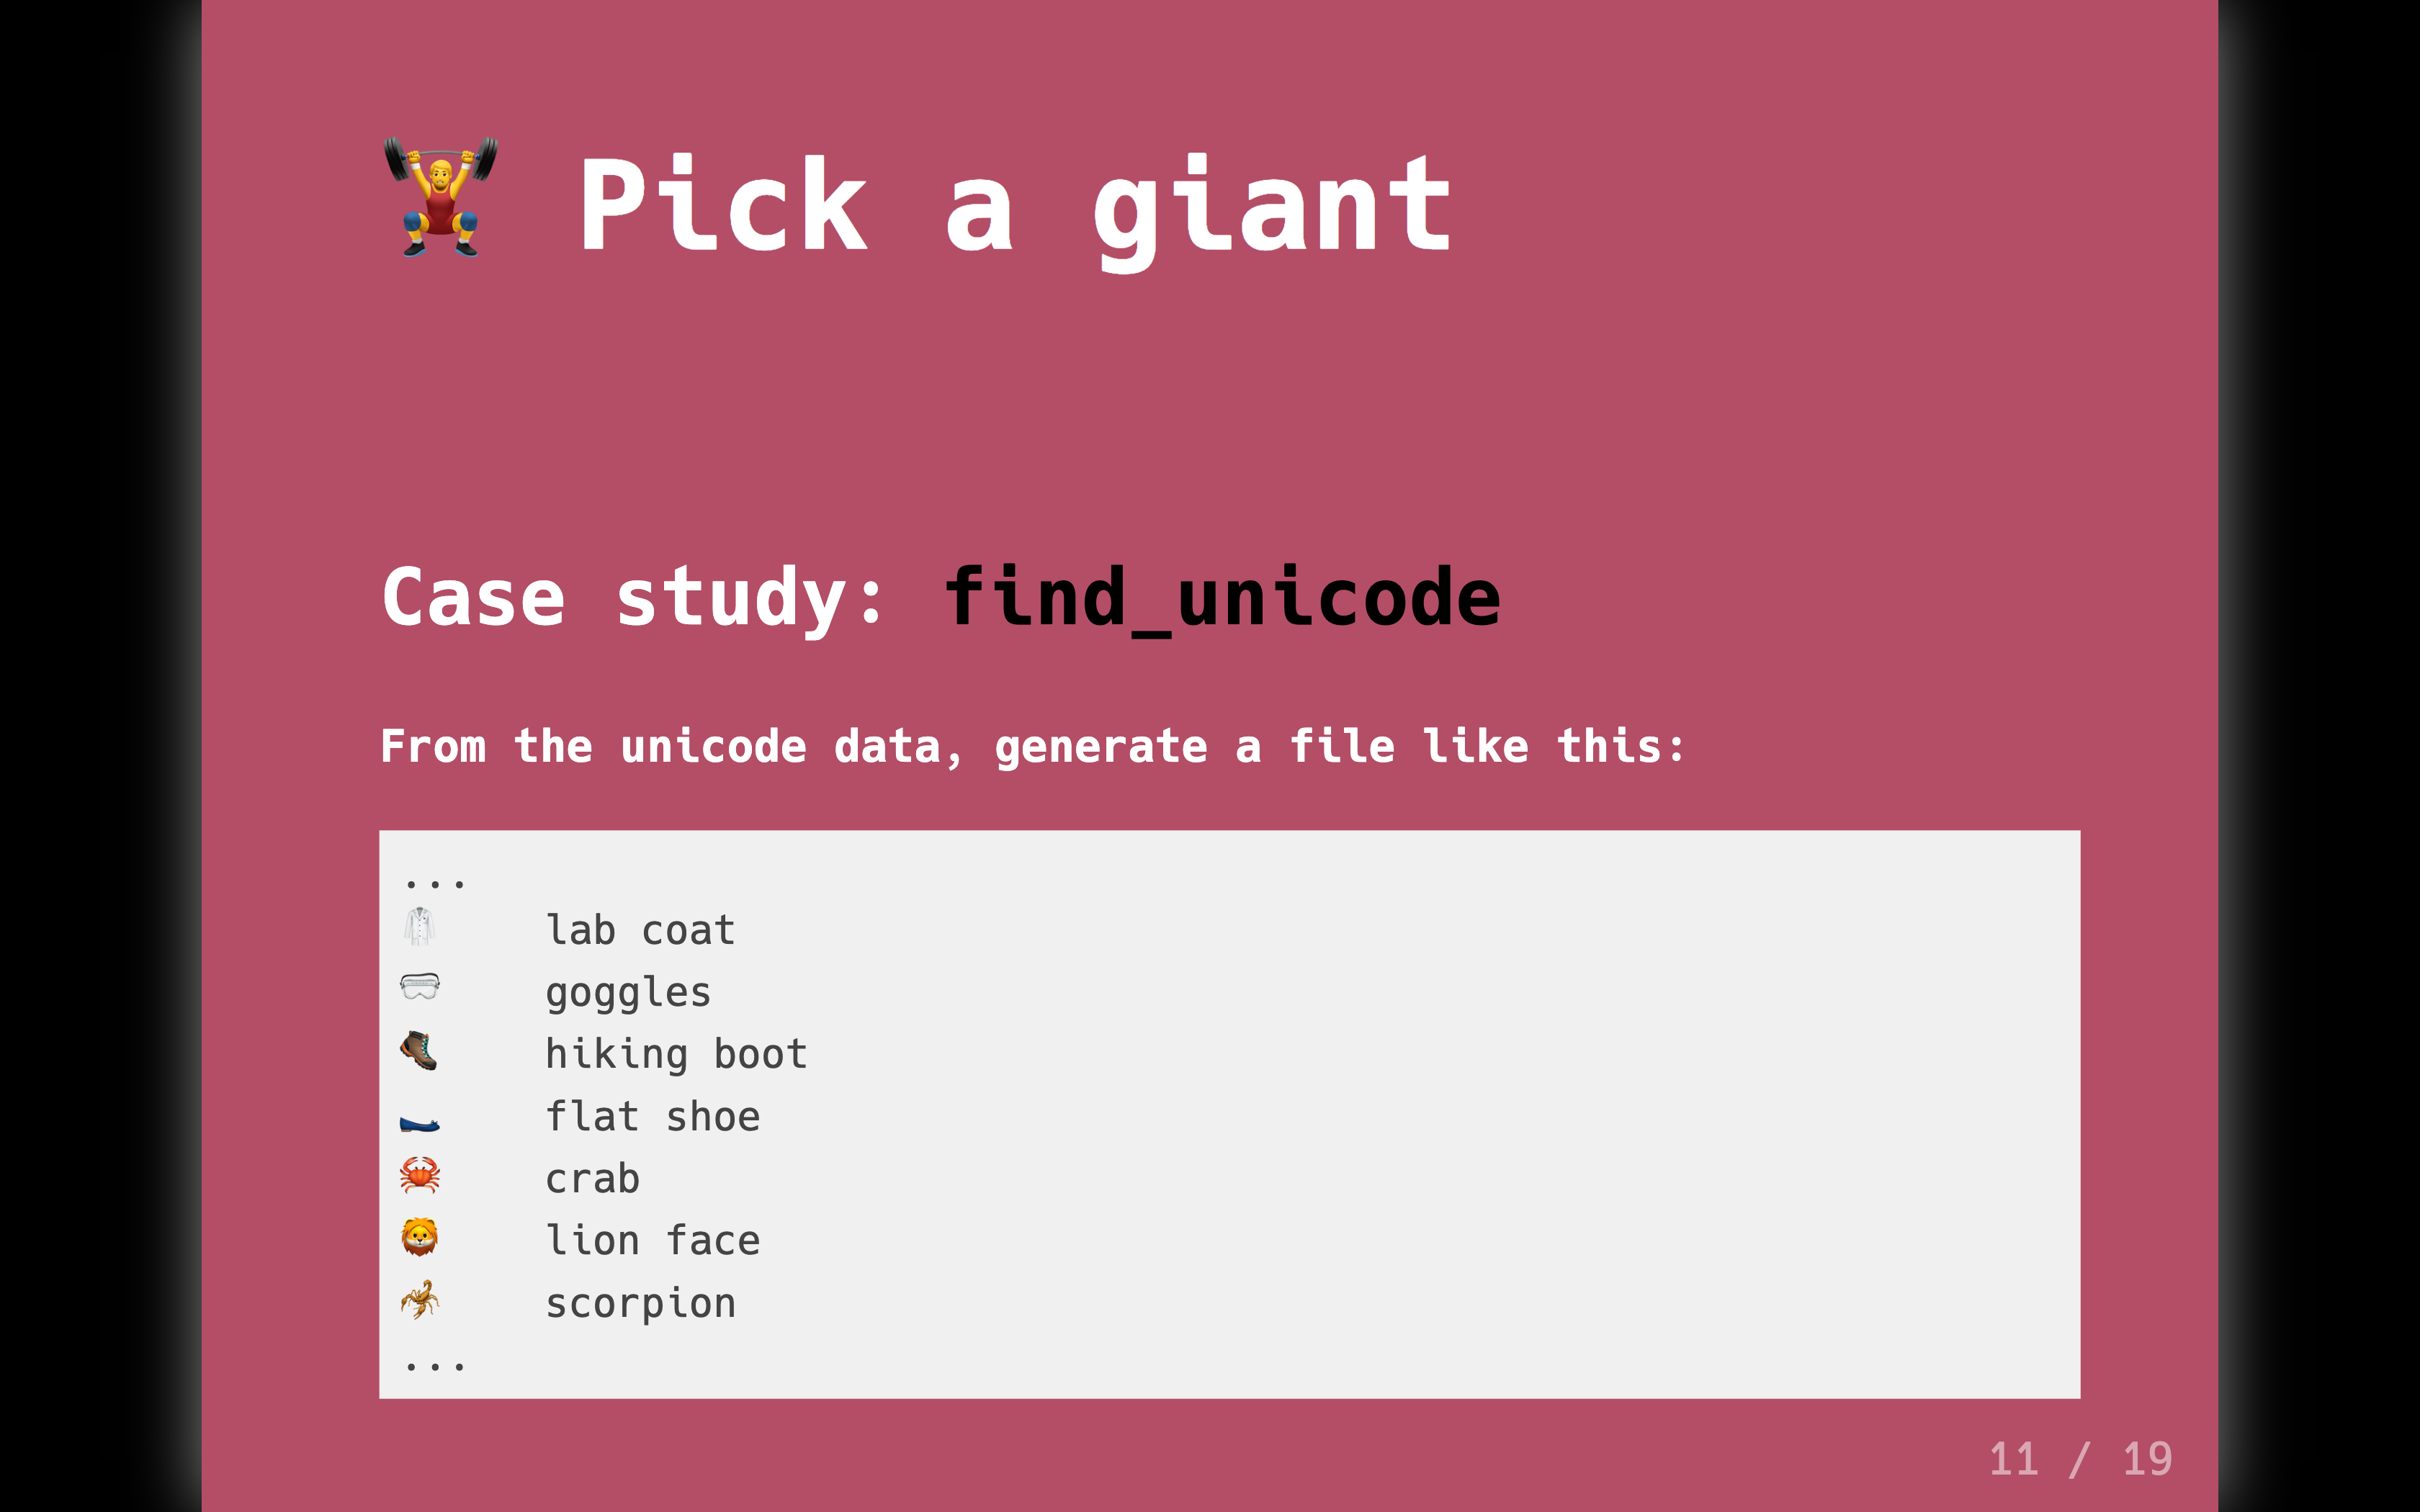 🏋️ Pick a giant
Case study: find_unicode
From the unicode data, generate a file like this:
...
🥼 lab coat
🥽 goggles
🥾 hiking boot
🥿 flat shoe
🦀 crab
🦁 lion face
🦂 scorpion
...
11 / 19